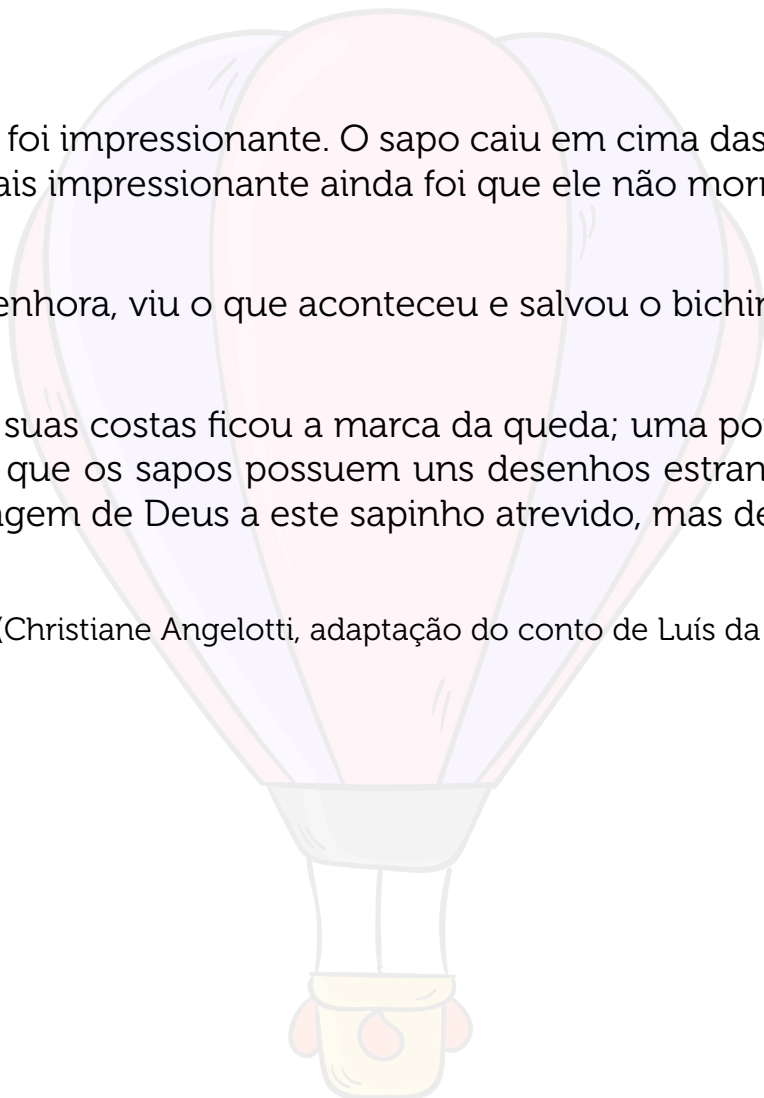 foi impressionante. O sapo caiu em cima das
ais impressionante ainda foi que ele não morr
enhora, viu o que aconteceu e salvou o bichin
suas costas ficou a marca da queda; uma po
que os sapos possuem uns desenhos estran
agem de Deus a este sapinho atrevido, mas de
(Christiane Angelotti, adaptação do conto de Luís da